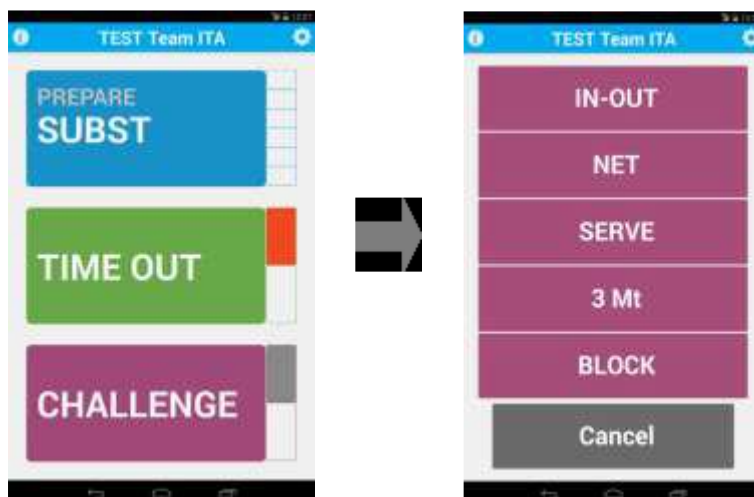 TEST Team ITA
PREPARE
SUBST
TIME OUT
CHALLENGE
TEST Team ITA
IN-OUT
NET
SERVE
3 Mt
BLOCK
Cancel